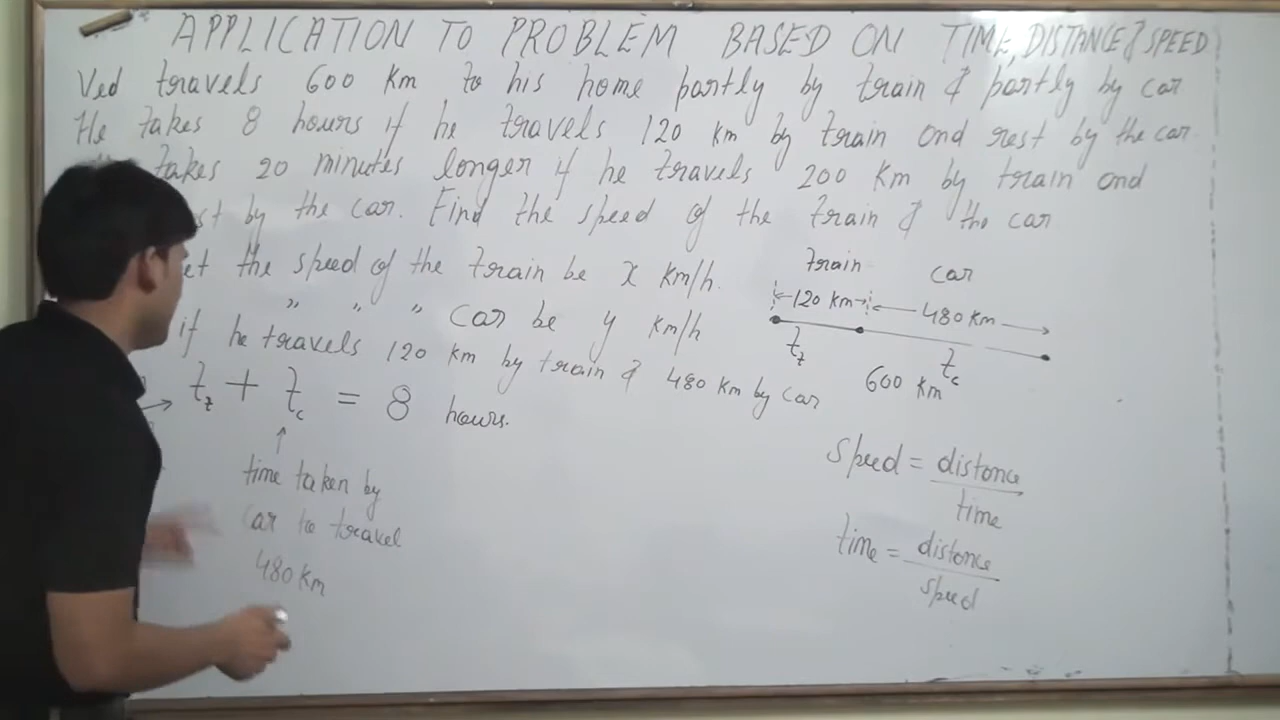 APPLICATION TO PROBLEM BASED ON TIME, DISTANCE & SPEED
Ved travels 600 Km to his home partly by train & partly by car
He takes 8 hours if he travels 120 km by train and rest by the car.
takes 20 minutes longer if he travels 200 Km by train and
st by the car. Find the speed of the train & the car
et the speed of the train be x km/h.
" " " car be y km/h
if he travels 120 km by train & 480 km by car
t + t_c = 8 hours.
↑
time taken by
car to travel
480 km
train car
120 km 480 km
t t_c
600 km
speed = distance
time
time = distance
speed